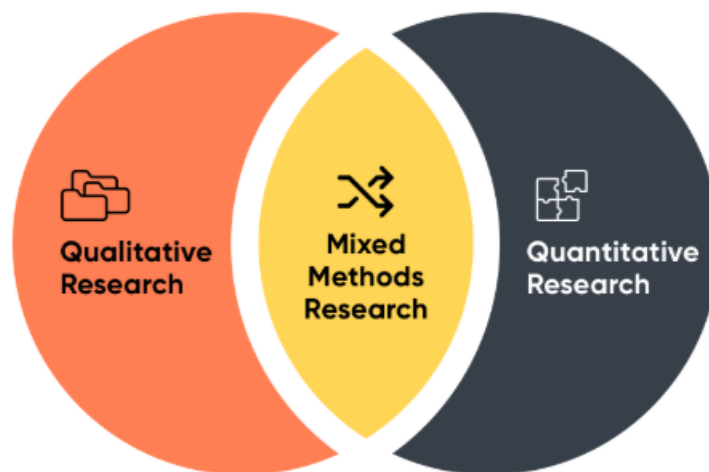 Qualitative
Research
Mixed
Methods
Research
Quantitative
Research